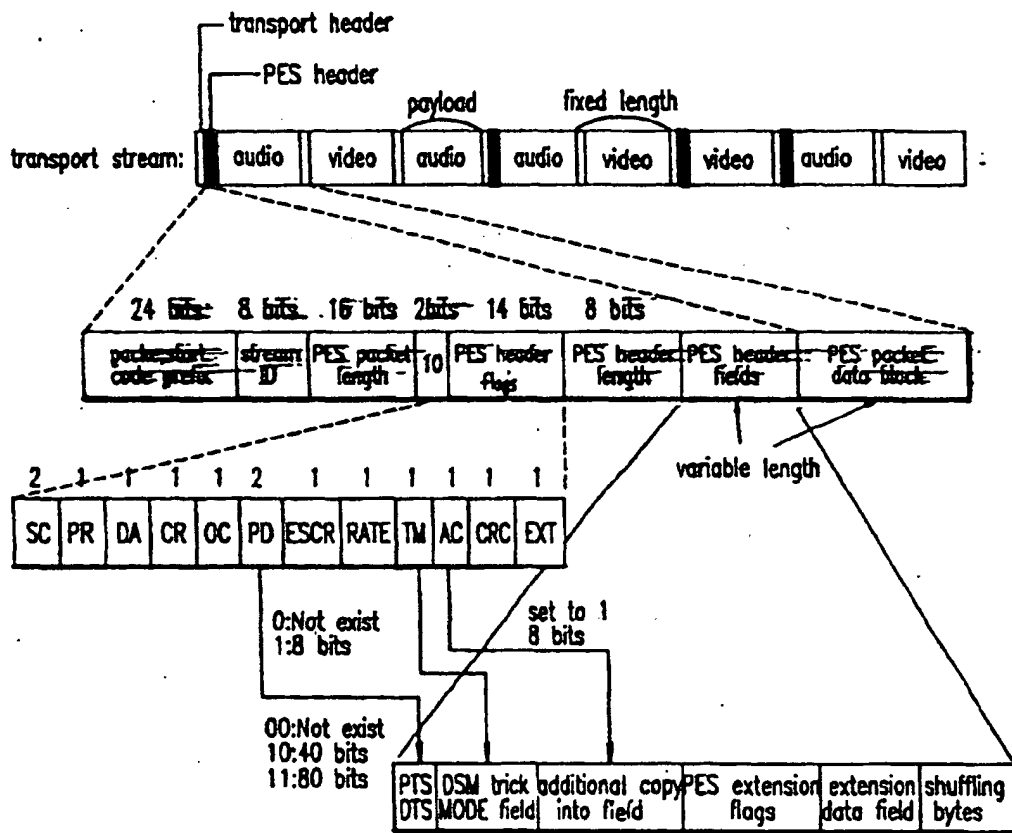 transport header
PES header
payload
fixed length
transport stream:
audio
video
audio
audio
video
video
audio
video
24 bits
8 bits
16 bits
2bits
14 bits
8 bits
packet start
code prefix
stream
ID
PES packet
length
10
PES header
flags
PES header
length
PES header
fields
PES packet
data block
variable length
2 1 1 1 1 2 1 1 1 1 1 1
SC PR DA CR OC PD ESCR RATE TM AC CRC EXT
0:Not exist
1:8 bits
set to 1
8 bits
00:Not exist
10:40 bits
11:80 bits
PTS
DTS
DSM trick
MODE field
additional copy
into field
PES extension
flags
extension
data field
shuffling
bytes